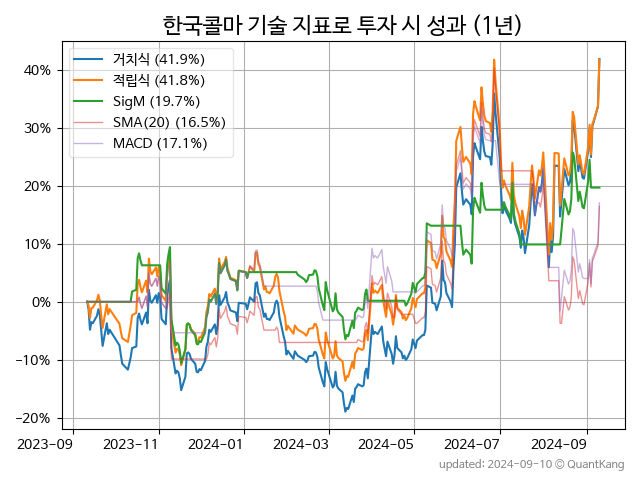 한국콜마 기술 지표로 투자 시 성과 (1년)
거치식 (41.9%)
적립식 (41.8%)
SigM (19.7%)
SMA(20) (16.5%)
MACD (17.1%)
40%
30%
20%
10%
0%
−10%
−20%
2023-09
2023-11
2024-01
2024-03
2024-05
2024-07
2024-09
updated: 2024-09-10 ⓒ QuantKang